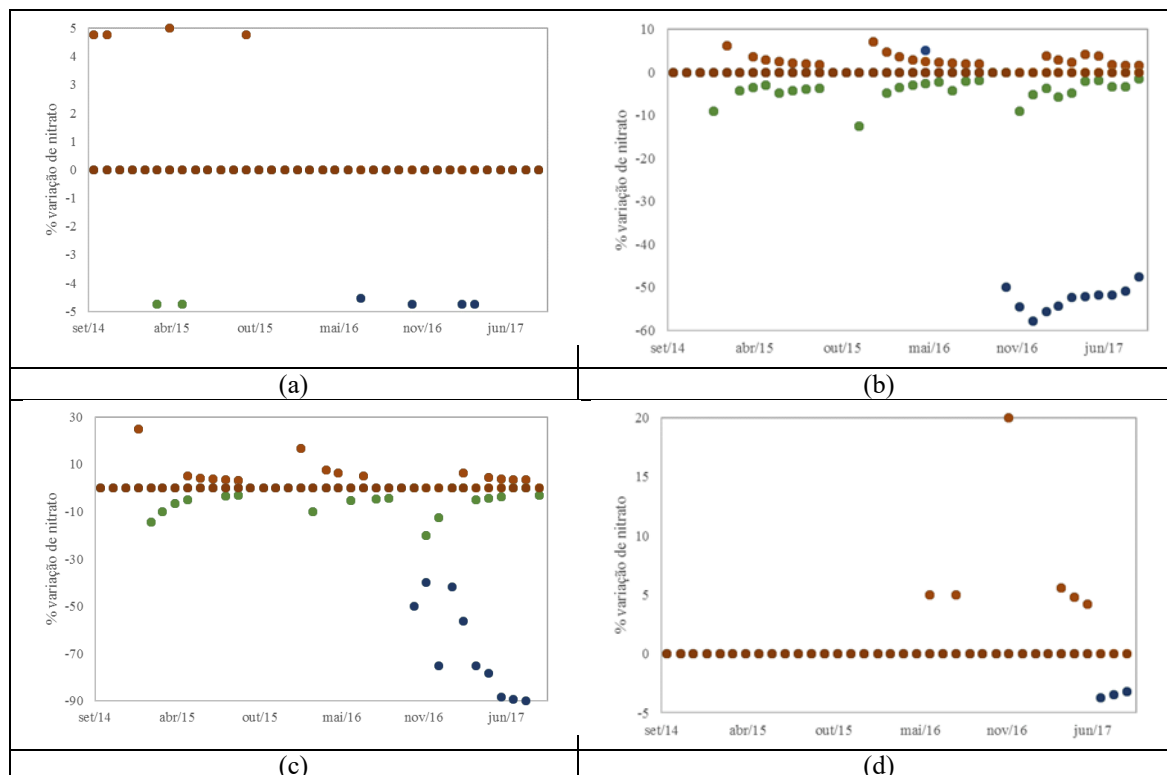 % variação de nitrato
5
4
3
2
1
0
-1
-2
-3
-4
-5
set/14 abr/15 out/15 mai/16 nov/16 jun/17
(a)
% variação de nitrato
10
0
-10
-20
-30
-40
-50
-60
set/14 abr/15 out/15 mai/16 nov/16 jun/17
(b)
% variação de nitrato
30
10
-10
-30
-50
-70
-90
set/14 abr/15 out/15 mai/16 nov/16 jun/17
(c)
% variação de nitrato
20
15
10
5
0
-5
set/14 abr/15 out/15 mai/16 nov/16 jun/17
(d)